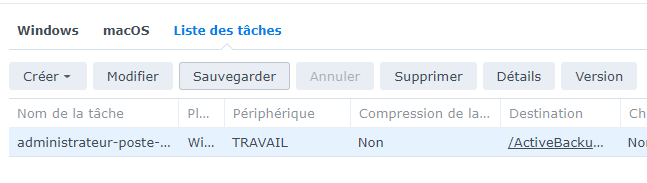 Windows macOS Liste des tâches
Créer Modifier Sauvegarder Annuler Supprimer Détails Version
Nom de la tâche Pl... Périphérique Compression de la... Destination Ch
administrateur-poste-... Wi... TRAVAIL Non /ActiveBacku... Non